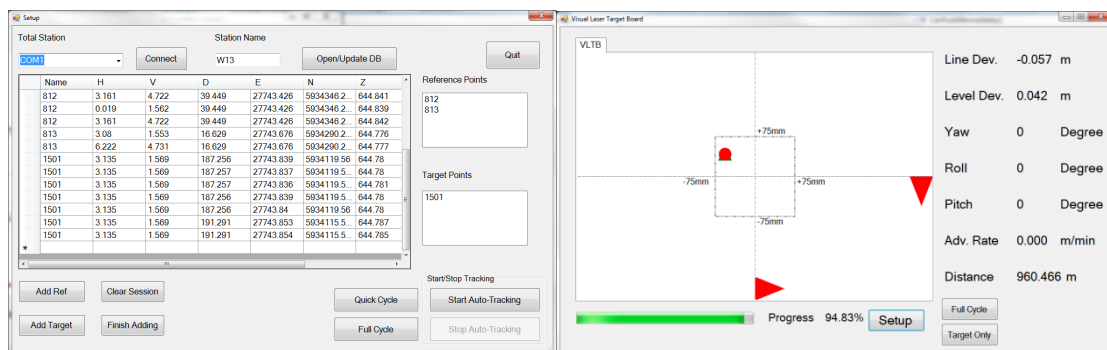 Setup
Total Station
Station Name
COM1
Connect
W13
Open/Update DB
Quit
Name H V D E N Z
812 3.161 4.722 39.449 27743.426 5934346.2... 644.841
812 0.019 1.562 39.449 27743.426 5934346.2... 644.839
812 3.161 4.722 39.449 27743.426 5934346.2... 644.842
813 3.08 1.553 16.629 27743.676 5934290.2... 644.776
813 6.222 4.731 16.629 27743.676 5934290.2... 644.777
1501 3.135 1.569 187.256 27743.839 5934119.56 644.78
1501 3.135 1.569 187.257 27743.837 5934119.5... 644.78
1501 3.135 1.569 187.257 27743.836 5934119.5... 644.781
1501 3.135 1.569 187.256 27743.839 5934119.5... 644.78
1501 3.135 1.569 187.256 27743.84 5934119.56 644.78
1501 3.135 1.569 191.291 27743.853 5934115.5... 644.787
1501 3.135 1.569 191.291 27743.854 5934115.5... 644.785
*
Reference Points
812
813
Target Points
1501
Start/Stop Tracking
Add Ref
Clear Session
Quick Cycle
Start Auto-Tracking
Add Target
Finish Adding
Full Cycle
Stop Auto-Tracking
Visual Laser Target Board
VLTB
+75mm
-75mm
+75mm
-75mm
Line Dev. -0.057 m
Level Dev. 0.042 m
Yaw 0 Degree
Roll 0 Degree
Pitch 0 Degree
Adv. Rate 0.000 m/min
Distance 960.466 m
Progress 94.83%
Setup
Full Cycle
Target Only